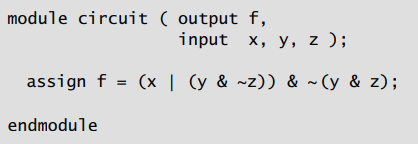 module circuit ( output f,
input x, y, z );
assign f = (x | (y & ~z)) & ~(y & z);
endmodule